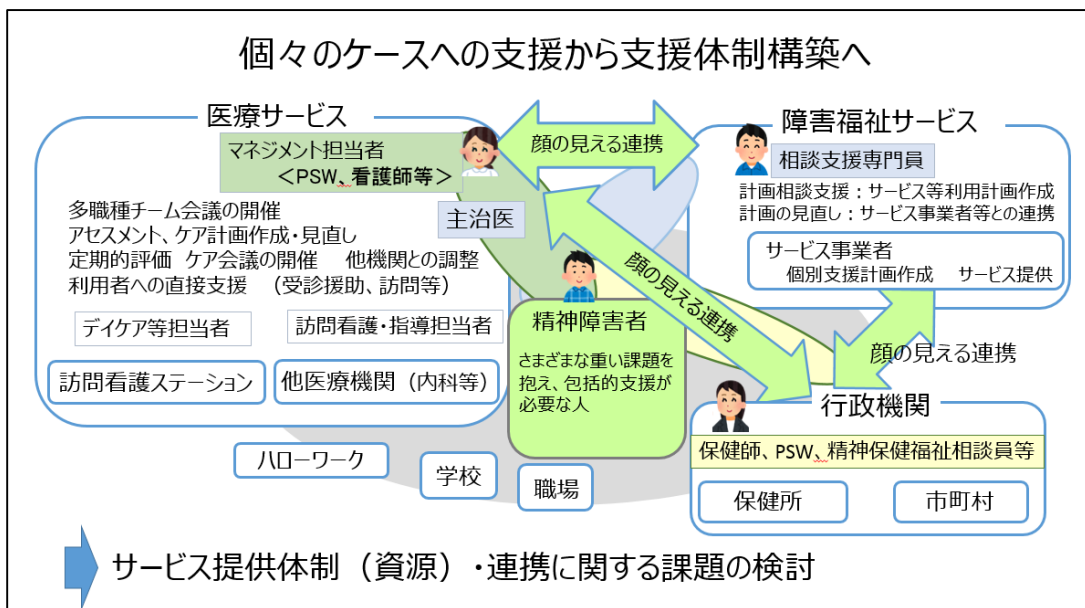 個々のケースへの支援から支援体制構築へ
医療サービス
マネジメント担当者
＜PSW、看護師等＞
主治医
多職種チーム会議の開催
アセスメント、ケア計画作成・見直し
定期的評価 ケア会議の開催　他機関との調整
利用者への直接支援　（受診援助、訪問等）
デイケア等担当者
訪問看護・指導担当者
訪問看護ステーション
他医療機関（内科等）
顔の見える連携
障害福祉サービス
相談支援専門員
計画相談支援：サービス等利用計画作成
計画の見直し：サービス事業者等との連携
サービス事業者
個別支援計画作成　サービス提供
顔の見える連携
顔の見える連携
精神障害者
さまざまな重い課題を
抱え、包括的支援が
必要な人
行政機関
保健師、PSW、精神保健福祉相談員等
保健所
市町村
ハローワーク
学校
職場
サービス提供体制（資源）・連携に関する課題の検討